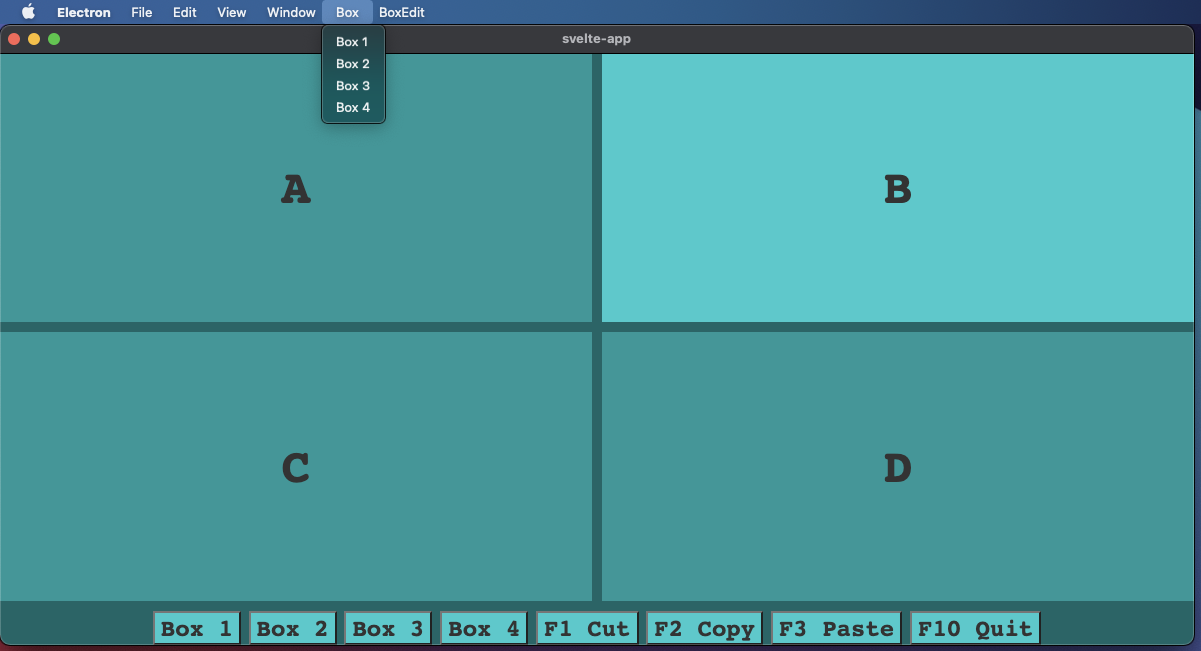 Electron File Edit View Window Box BoxEdit
svelte-app
Box 1
Box 2
Box 3
Box 4
A
B
C
D
Box 1 Box 2 Box 3 Box 4 F1 Cut F2 Copy F3 Paste F10 Quit